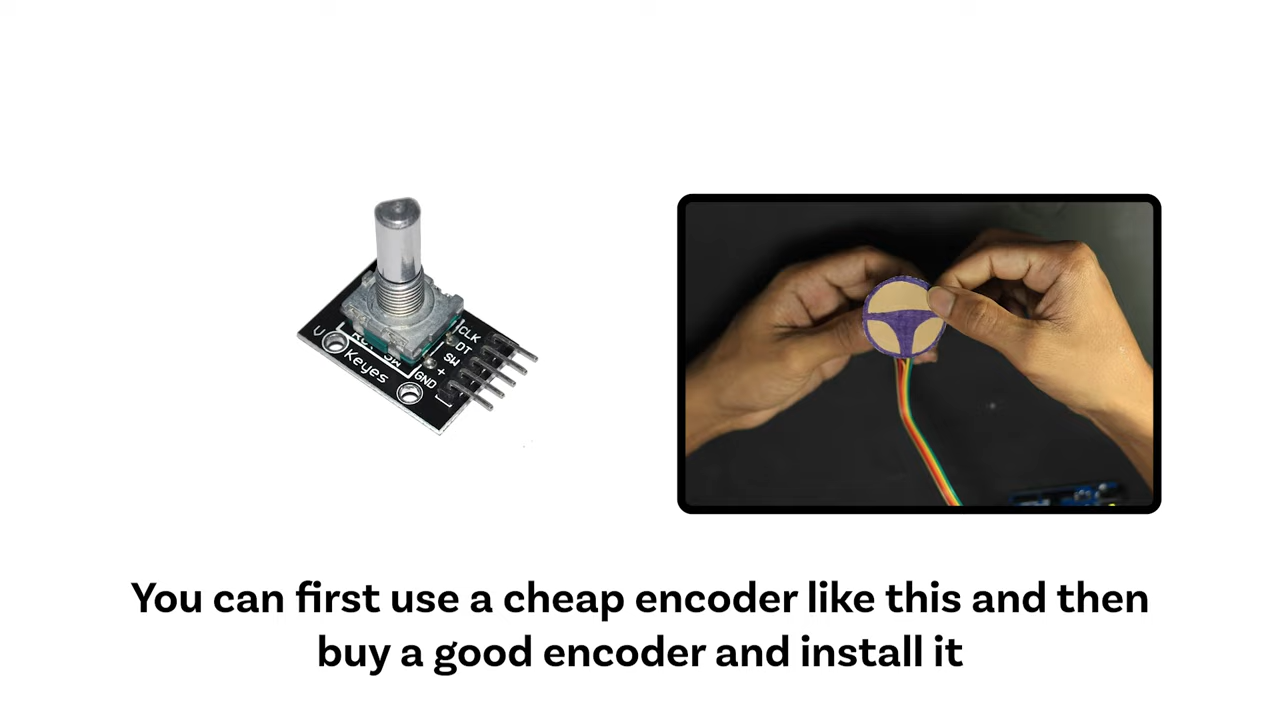 CLK
DT
SW
+
GND
Keyes
You can first use a cheap encoder like this and then
buy a good encoder and install it